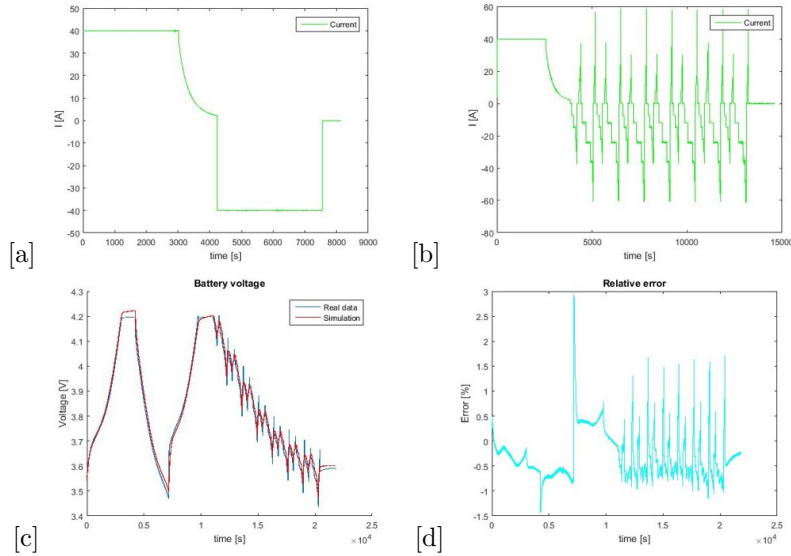 Current
I [A]
50
40
30
20
10
0
-10
-20
-30
-40
-50
0 1000 2000 3000 4000 5000 6000 7000 8000 9000
time [s]
[a]
Current
I [A]
60
40
20
0
-20
-40
-60
-80
0 5000 10000 15000
time [s]
[b]
Battery voltage
Real data
Simulation
Voltage [V]
4.3
4.2
4.1
4
3.9
3.8
3.7
3.6
3.5
3.4
0 0.5 1 1.5 2 2.5
time [s]
×10⁴
[c]
Relative error
Error [%]
3
2.5
2
1.5
1
0.5
0
-0.5
-1
-1.5
0 0.5 1 1.5 2 2.5
time [s]
×10⁴
[d]